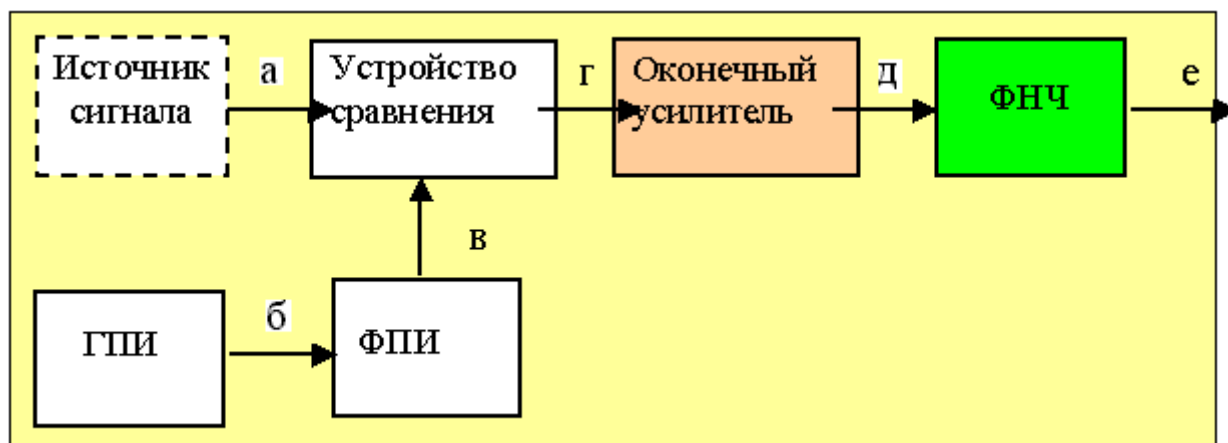 Источник
сигнала
а
Устройство
сравнения
г
Оконечный
усилитель
д
ФНЧ
е
в
ГПИ
б
ФПИ